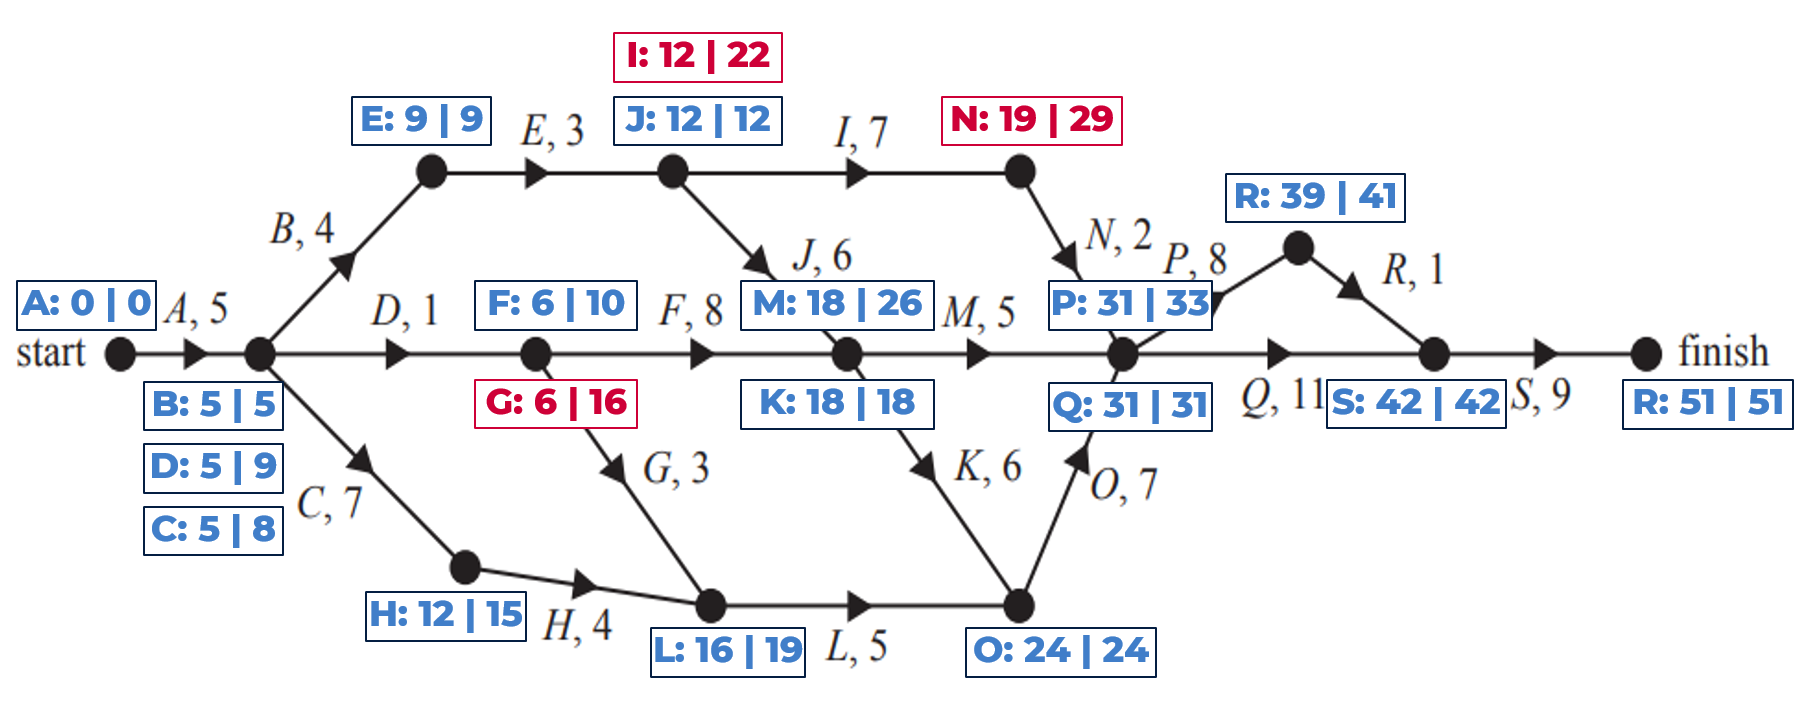 I: 12 | 22
E: 9 | 9
E, 3
J: 12 | 12
I, 7
N: 19 | 29
R: 39 | 41
B, 4
J, 6
N, 2
P, 8
R, 1
A: 0 | 0
A, 5
D, 1
F: 6 | 10
F, 8
M: 18 | 26
M, 5
P: 31 | 33
start
finish
B: 5 | 5
G: 6 | 16
K: 18 | 18
Q: 31 | 31
Q, 11
S: 42 | 42
S, 9
R: 51 | 51
D: 5 | 9
C, 7
G, 3
K, 6
O, 7
C: 5 | 8
H: 12 | 15
H, 4
L: 16 | 19
L, 5
O: 24 | 24